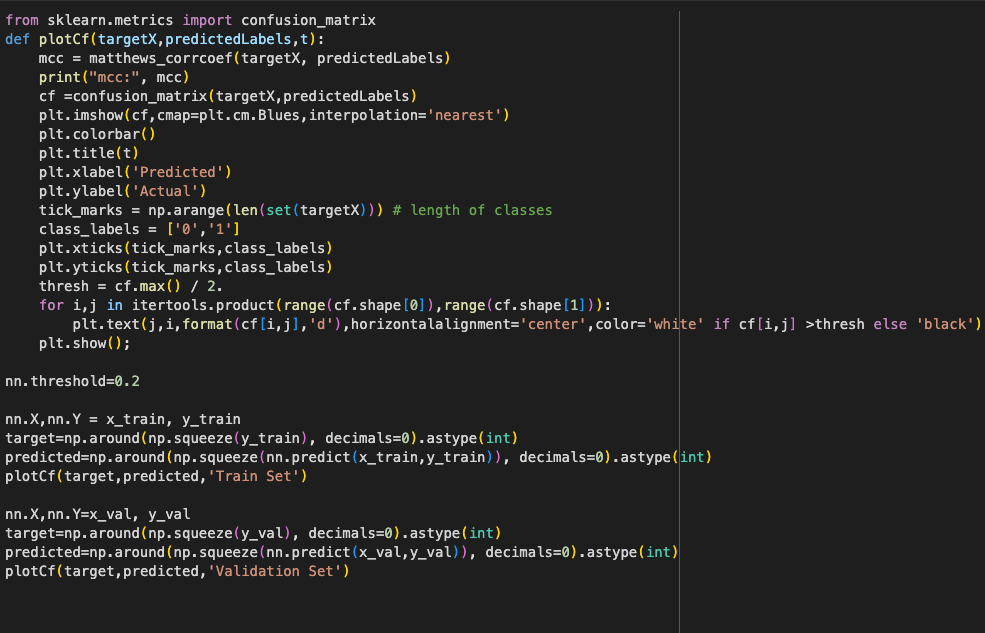 from sklearn.metrics import confusion_matrix
def plotCf(targetX,predictedLabels,t):
    mcc = matthews_corrcoef(targetX, predictedLabels)
    print("mcc:", mcc)
    cf =confusion_matrix(targetX,predictedLabels)
    plt.imshow(cf,cmap=plt.cm.Blues,interpolation='nearest')
    plt.colorbar()
    plt.title(t)
    plt.xlabel('Predicted')
    plt.ylabel('Actual')
    tick_marks = np.arange(len(set(targetX))) # length of classes
    class_labels = ['0','1']
    plt.xticks(tick_marks,class_labels)
    plt.yticks(tick_marks,class_labels)
    thresh = cf.max() / 2.
    for i,j in itertools.product(range(cf.shape[0]),range(cf.shape[1])):
        plt.text(j,i,format(cf[i,j],'d'),horizontalalignment='center',color='white' if cf[i,j] >thresh else 'black')
    plt.show();

nn.threshold=0.2

nn.X,nn.Y = x_train, y_train
target=np.around(np.squeeze(y_train), decimals=0).astype(int)
predicted=np.around(np.squeeze(nn.predict(x_train,y_train)), decimals=0).astype(int)
plotCf(target,predicted,'Train Set')

nn.X,nn.Y=x_val, y_val
target=np.around(np.squeeze(y_val), decimals=0).astype(int)
predicted=np.around(np.squeeze(nn.predict(x_val,y_val)), decimals=0).astype(int)
plotCf(target,predicted,'Validation Set')